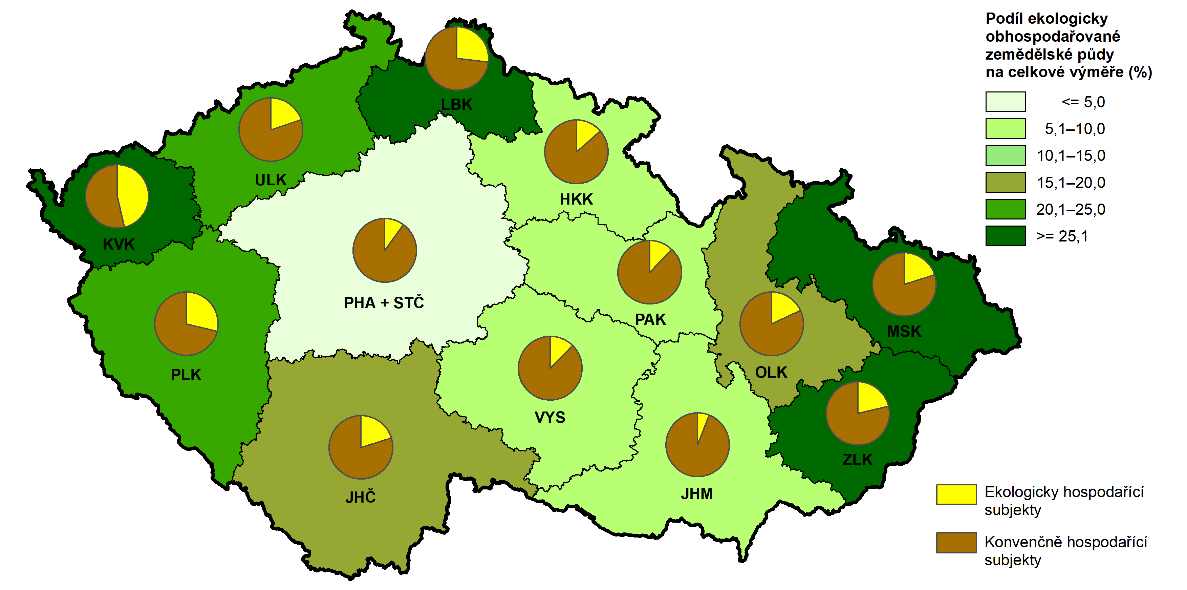 Podíl ekologicky
obhospodařované
zemědělské půdy
na celkové výměře (%)
<= 5,0
5,1–10,0
10,1–15,0
15,1–20,0
20,1–25,0
>= 25,1
LBK
ULK
HKK
KVK
PHA + STČ
PAK
MSK
PLK
OLK
VYS
ZLK
JHČ
JHM
Ekologicky hospodařící
subjekty
Konvenčně hospodařící
subjekty